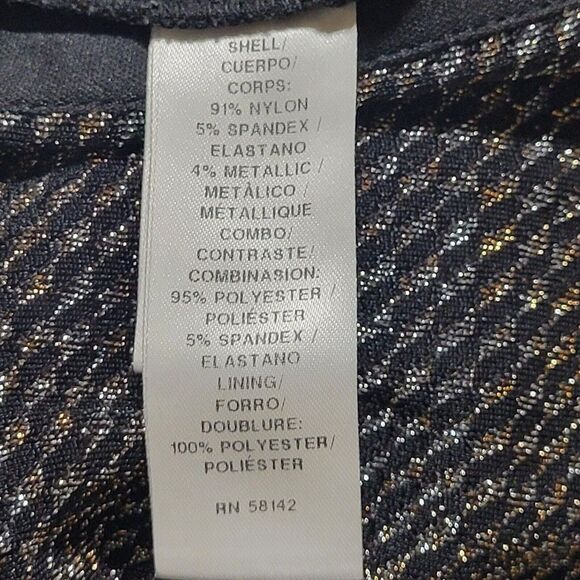 SHELL/
CUERPO/
CORPS:
91% NYLON
5% SPANDEX /
ELASTANO
4% METALLIC /
METÁLICO /
MÉTALLIQUE
COMBO/
CONTRASTE/
COMBINAISON:
95% POLYESTER /
POLIÉSTER
5% SPANDEX /
ELASTANO
LINING/
FORRO/
DOUBLURE:
100% POLYESTER/
POLIÉSTER
RN 58142